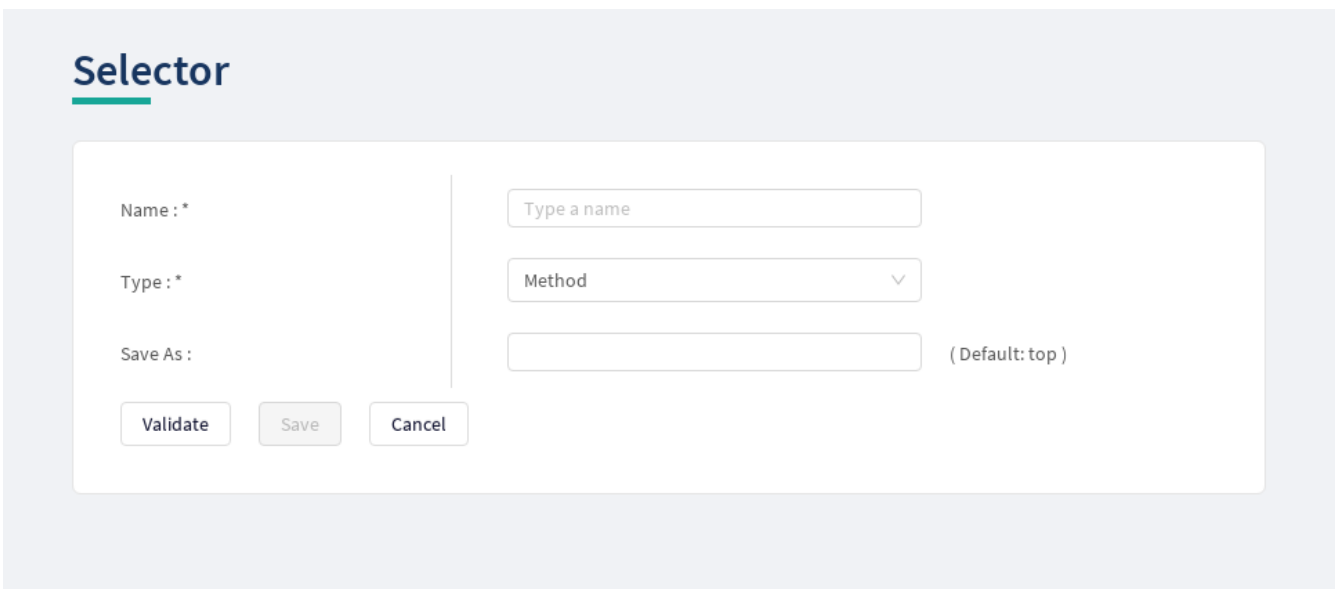 Selector
Name : * Type a name
Type : * Method
Save As : ( Default: top )
Validate Save Cancel